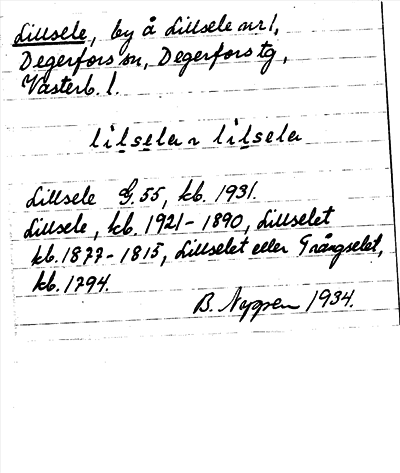 Lillsele, by å Lillsele nr 1,
Degerfors sn, Degerfors tg,
Västerb. l.
lilsela ~ lilsela
Lillsele G. 55, kb. 1931.
Lillsele, kb. 1921-1890, Lillselet
kb. 1877-1815, Lillselet eller Trångselet,
kb. 1794.
B. 1934.